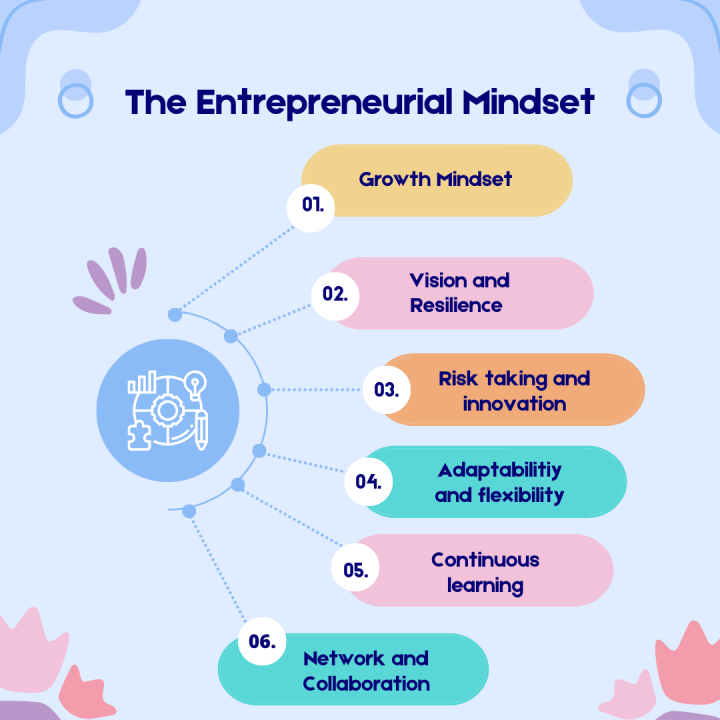 The Entrepreneurial Mindset
01.
Growth Mindset
02.
Vision and
Resilience
03.
Risk taking and
innovation
04.
Adaptabilitiy
and flexibility
05.
Continuous
learning
06.
Network and
Collaboration